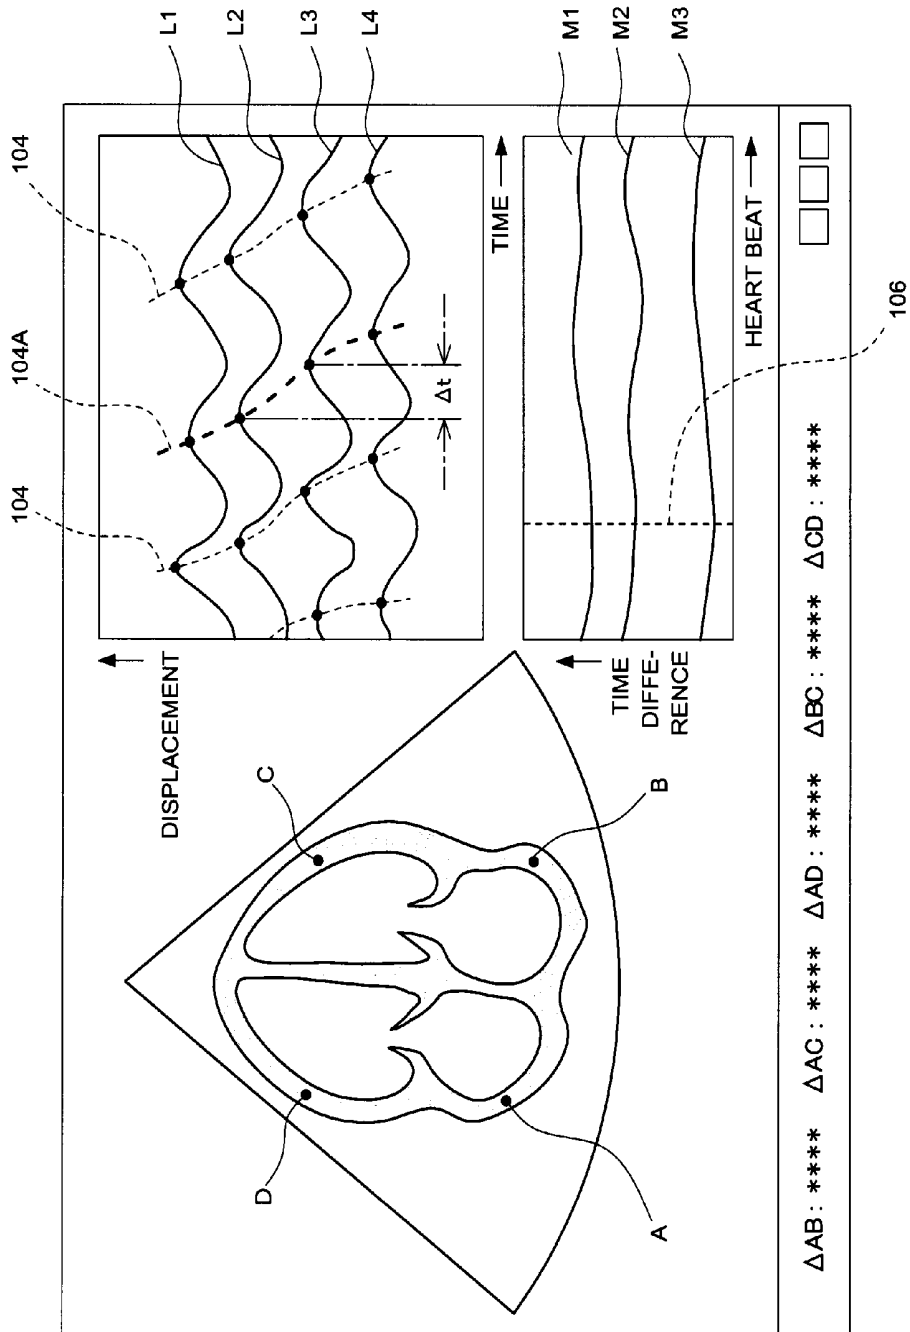 104
104A
104
L1
L2
L3
L4
DISPLACEMENT
Δt
TIME
M1
M2
M3
TIME
DIFFE-
RENCE
HEART BEAT
106
C
B
D
A
ΔAB : **** ΔAC : **** ΔAD : **** ΔBC : **** ΔCD : ****